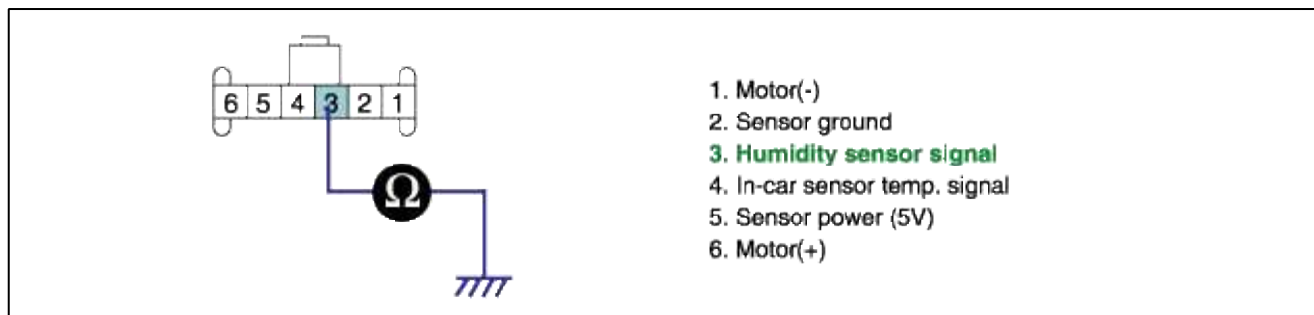 6 5 4 3 2 1
Ω
1. Motor(-)
2. Sensor ground
3. Humidity sensor signal
4. In-car sensor temp. signal
5. Sensor power (5V)
6. Motor(+)